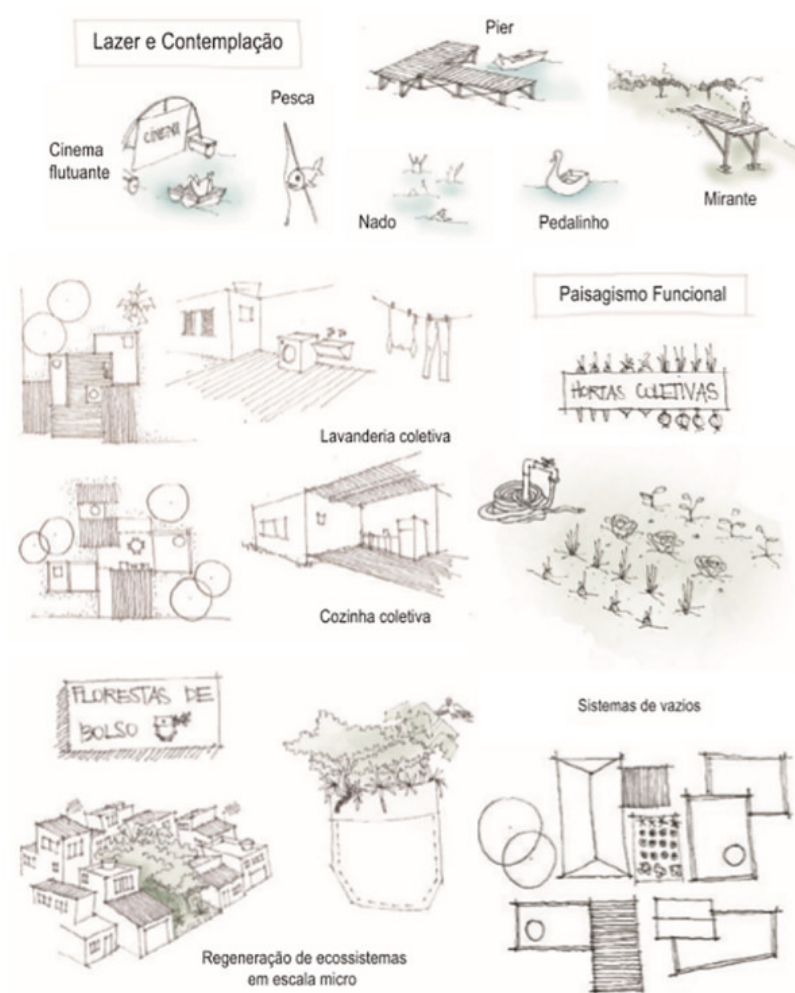 Lazer e Contemplação
Pier
Pesca
CINEMA
Cinema
flutuante
Nado
Pedalinho
Mirante
Paisagismo Funcional
HORTAS COLETIVAS
Lavanderia coletiva
Cozinha coletiva
FLORESTAS DE
BOLSO
Sistemas de vazios
Regeneração de ecossistemas
em escala micro